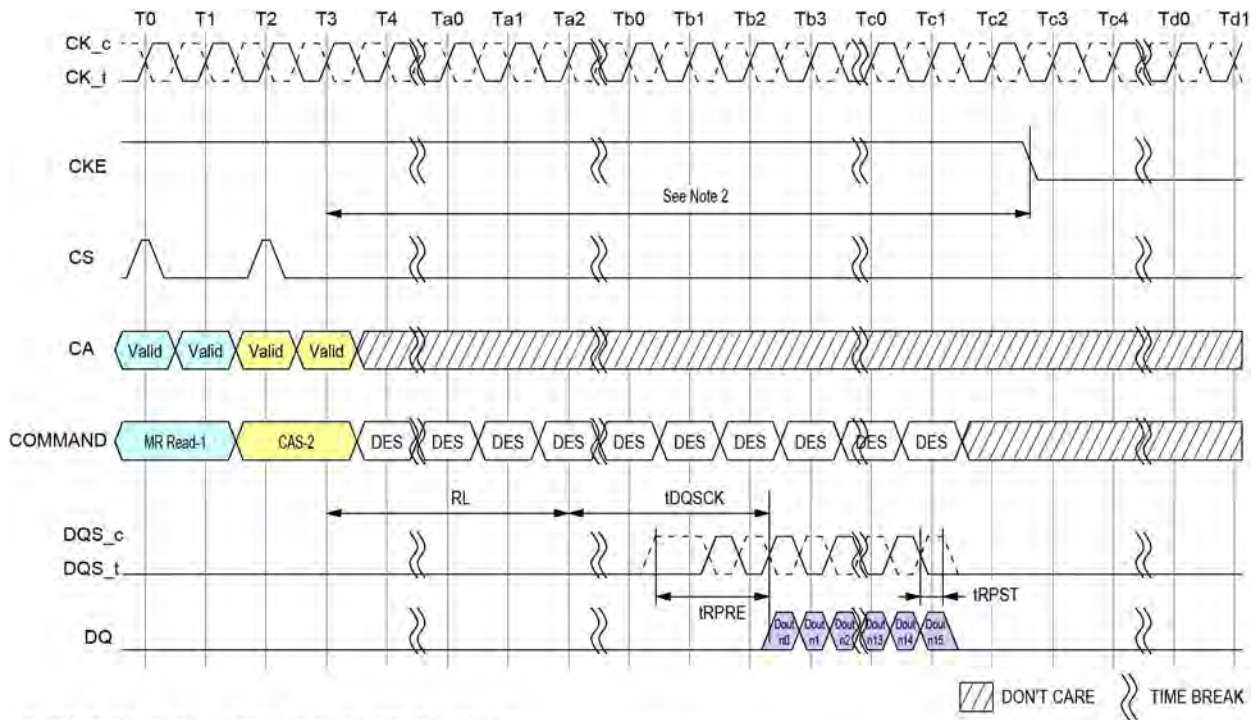 T0 T1 T2 T3 T4 Ta0 Ta1 Ta2 Tb0 Tb1 Tb2 Tb3 Tc0 Tc1 Tc2 Tc3 Tc4 Td0 Td1
CK_c
CK_t
CKE
See Note 2
CS
CA Valid Valid Valid Valid
COMMAND MR Read-1 CAS-2 DES DES DES DES DES DES DES DES DES DES
RL tDQSCK
DQS_c
DQS_t
tRPRE tRPST
DQ Dout n0 Dout n1 Dout n2 Dout n13 Dout n14 Dout n15
DON'T CARE TIME BREAK